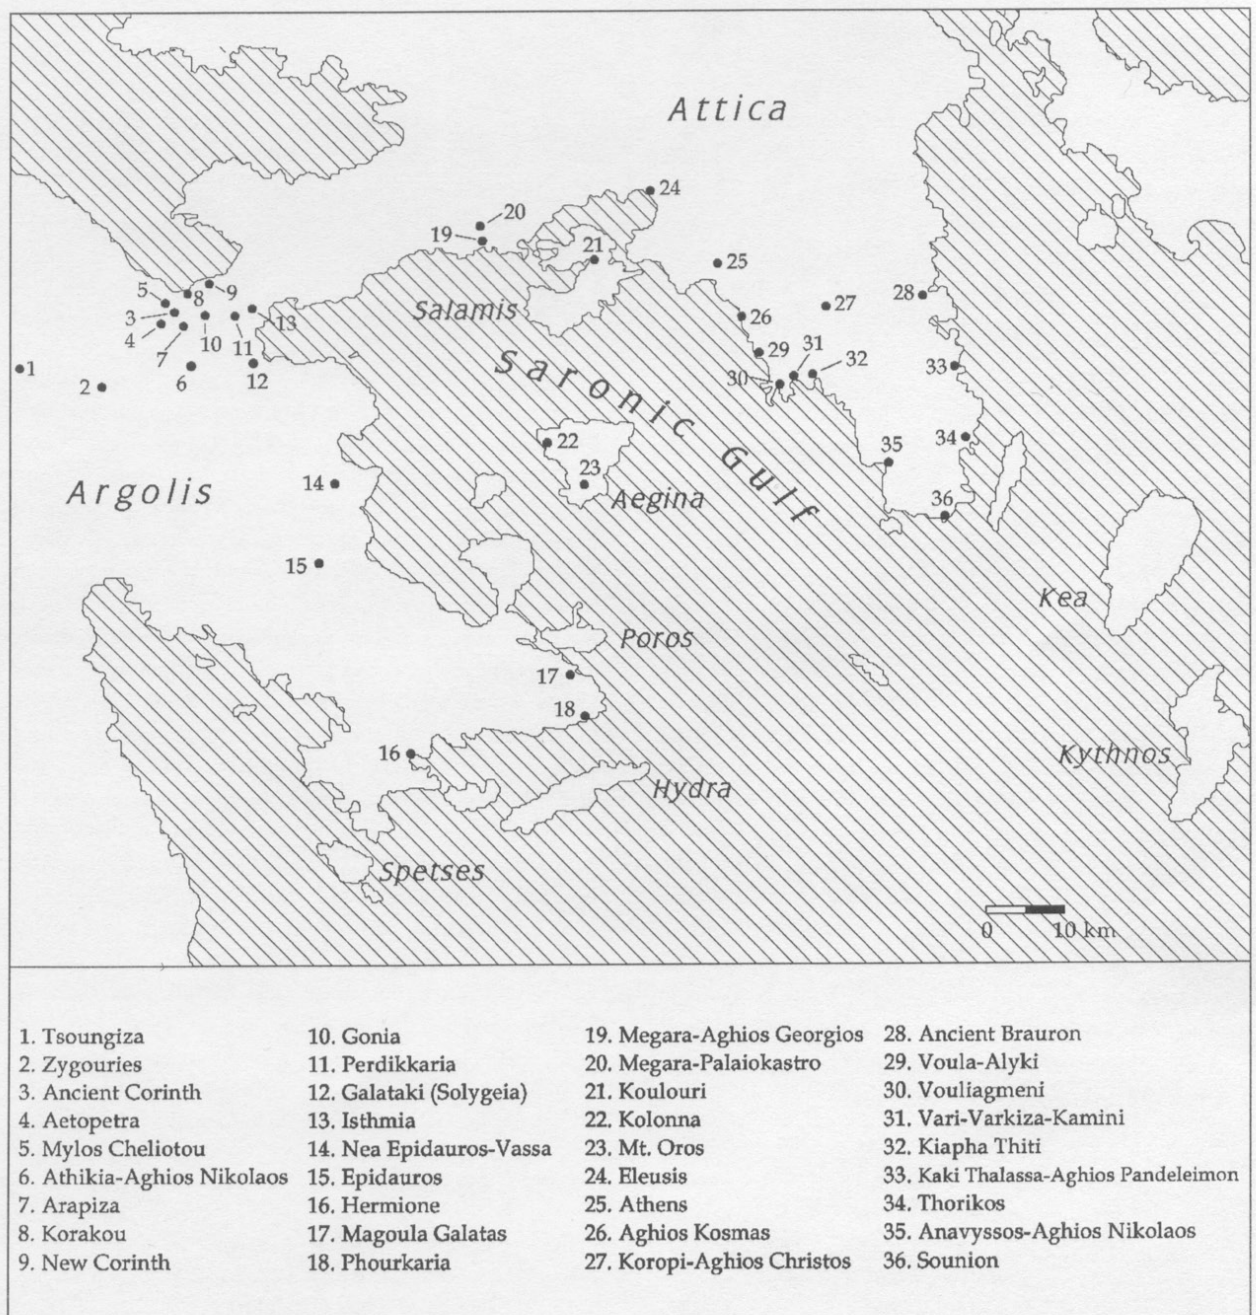 Attica
24
20
19
21
25
Salamis
5
8
9
3
4
7
10
11
13
6
12
1
2
26
27
28
29
30
31
32
33
Saronic Gulf
22
23
Aegina
34
35
36
Argolis
14
15
Kea
Poros
17
18
16
Hydra
Kythnos
Spetses
0 10 km
1. Tsoungiza
2. Zygouries
3. Ancient Corinth
4. Aetopetra
5. Mylos Cheliotou
6. Athikia-Aghios Nikolaos
7. Arapiza
8. Korakou
9. New Corinth
10. Gonia
11. Perdikkaria
12. Galataki (Solygeia)
13. Isthmia
14. Nea Epidauros-Vassa
15. Epidauros
16. Hermione
17. Magoula Galatas
18. Phourkaria
19. Megara-Aghios Georgios
20. Megara-Palaiokastro
21. Koulouri
22. Kolonna
23. Mt. Oros
24. Eleusis
25. Athens
26. Aghios Kosmas
27. Koropi-Aghios Christos
28. Ancient Brauron
29. Voula-Alyki
30. Vouliagmeni
31. Vari-Varkiza-Kamini
32. Kiapha Thiti
33. Kaki Thalassa-Aghios Pandeleimon
34. Thorikos
35. Anavyssos-Aghios Nikolaos
36. Sounion